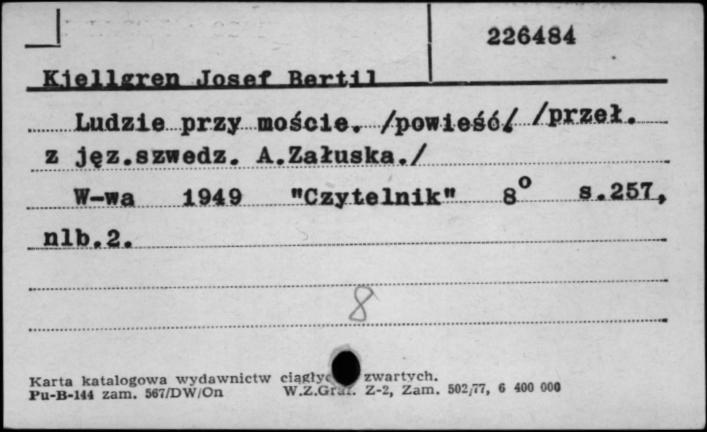 226484
Kjellgren Josef Bertil
Ludzie przy moście. /powieść/ /przeł.
z jęz.szwedz. A.Załuska./
W-wa 1949 "Czytelnik" 8° s.257,
nlb.2.
8
Karta katalogowa wydawnictw zwartych.
Pu-B-144 zam. 567/DW/On W.Z.Graf. Z-2, Zam. 502/77, 6 400 000